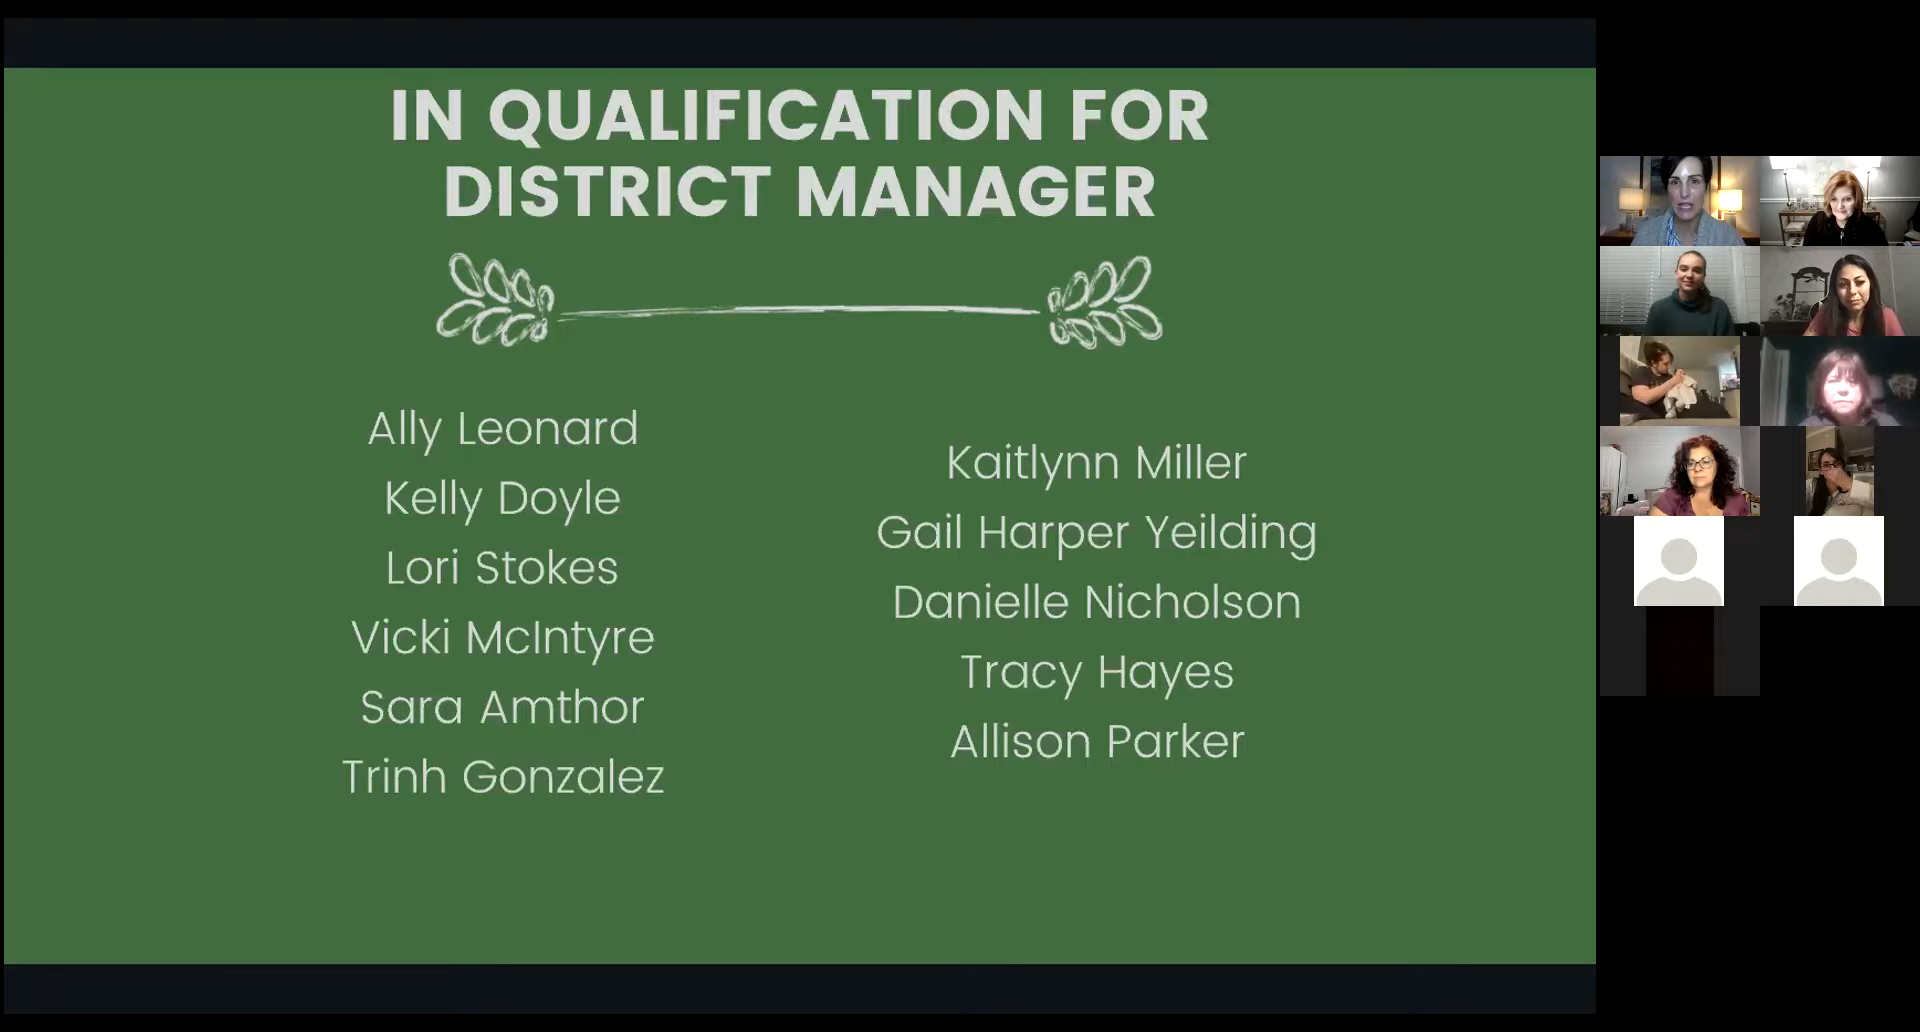 IN QUALIFICATION FOR
DISTRICT MANAGER
Ally Leonard
Kelly Doyle
Lori Stokes
Vicki McIntyre
Sara Amthor
Trinh Gonzalez
Kaitlynn Miller
Gail Harper Yeilding
Danielle Nicholson
Tracy Hayes
Allison Parker